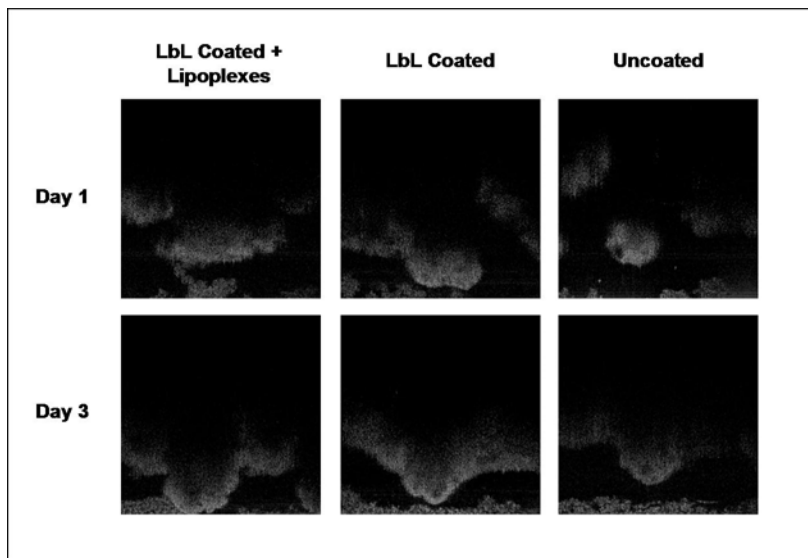 LbL Coated +
Lipoplexes
LbL Coated
Uncoated
Day 1
Day 3